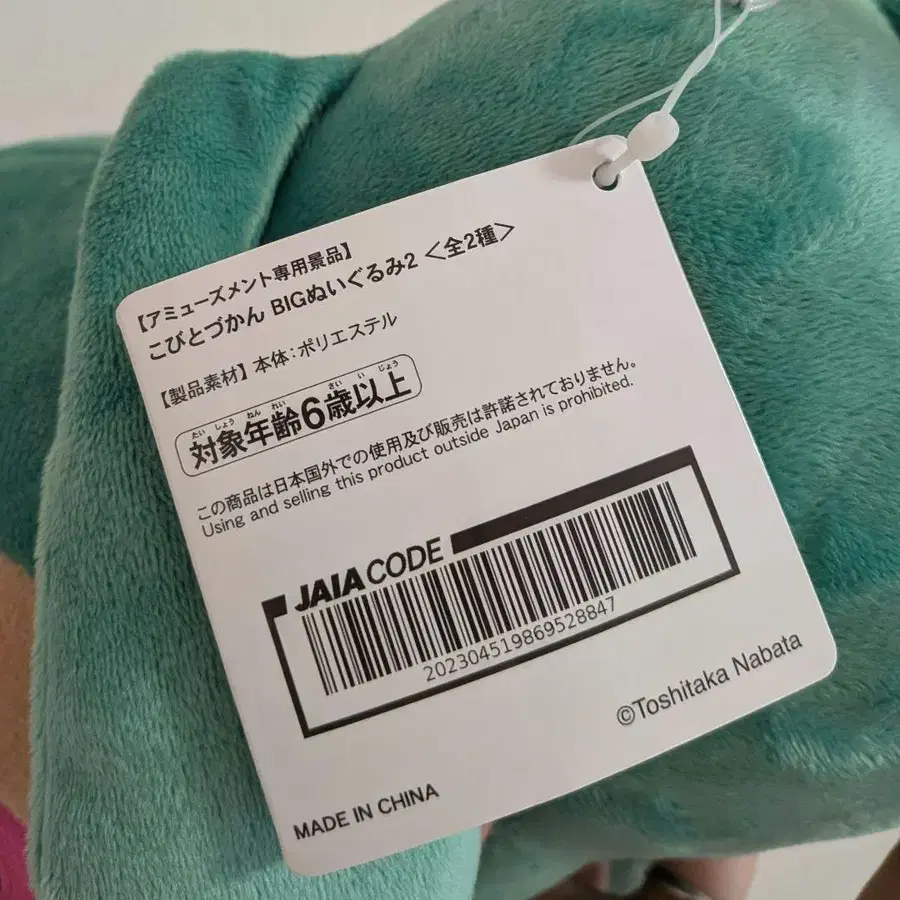 【アミューズメント専用景品】
こびとづかん BIGぬいぐるみ2 <全2種>
【製品素材】本体:ポリエステル
たいしょうねんれい さいいじょう
対象年齢6歳以上
この商品は日本国外での使用及び販売は許諾されておりません。
Using and selling this product outside Japan is prohibited.
JAIA CODE
202304519869528847
©Toshitaka Nabata
MADE IN CHINA